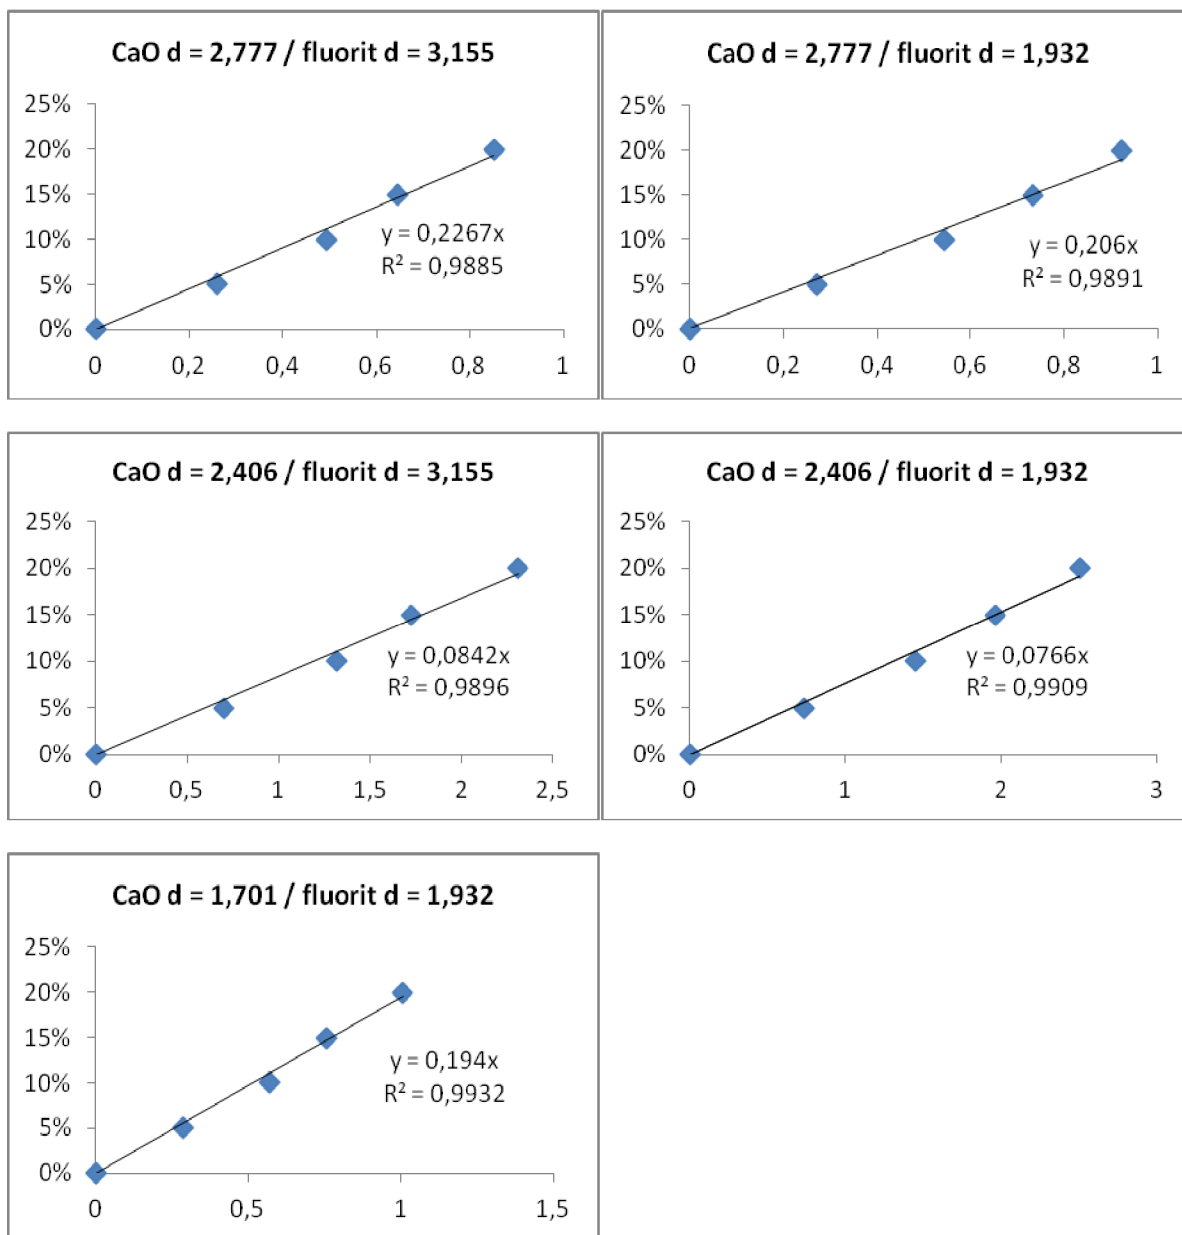 CaO d = 2,777 / fluorit d = 3,155
25%
20%
15%
10%
5%
0%
y = 0,2267x
R² = 0,9885
0 0,2 0,4 0,6 0,8 1
CaO d = 2,777 / fluorit d = 1,932
25%
20%
15%
10%
5%
0%
y = 0,206x
R² = 0,9891
0 0,2 0,4 0,6 0,8 1
CaO d = 2,406 / fluorit d = 3,155
25%
20%
15%
10%
5%
0%
y = 0,0842x
R² = 0,9896
0 0,5 1 1,5 2 2,5
CaO d = 2,406 / fluorit d = 1,932
25%
20%
15%
10%
5%
0%
y = 0,0766x
R² = 0,9909
0 1 2 3
CaO d = 1,701 / fluorit d = 1,932
25%
20%
15%
10%
5%
0%
y = 0,194x
R² = 0,9932
0 0,5 1 1,5